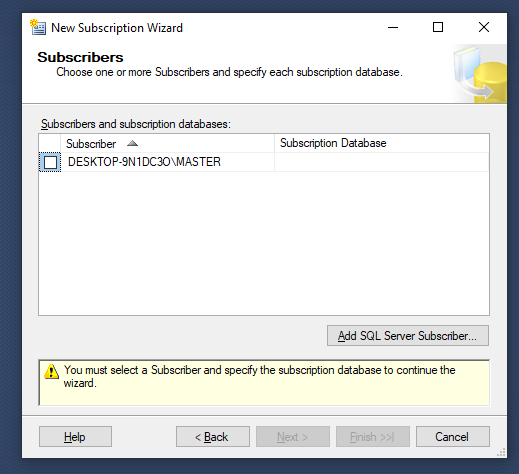 New Subscription Wizard
Subscribers
Choose one or more Subscribers and specify each subscription database.
Subscribers and subscription databases:
Subscriber Subscription Database
DESKTOP-9N1DC3O\MASTER
Add SQL Server Subscriber...
You must select a Subscriber and specify the subscription database to continue the
wizard.
Help < Back Next > Finish >>| Cancel